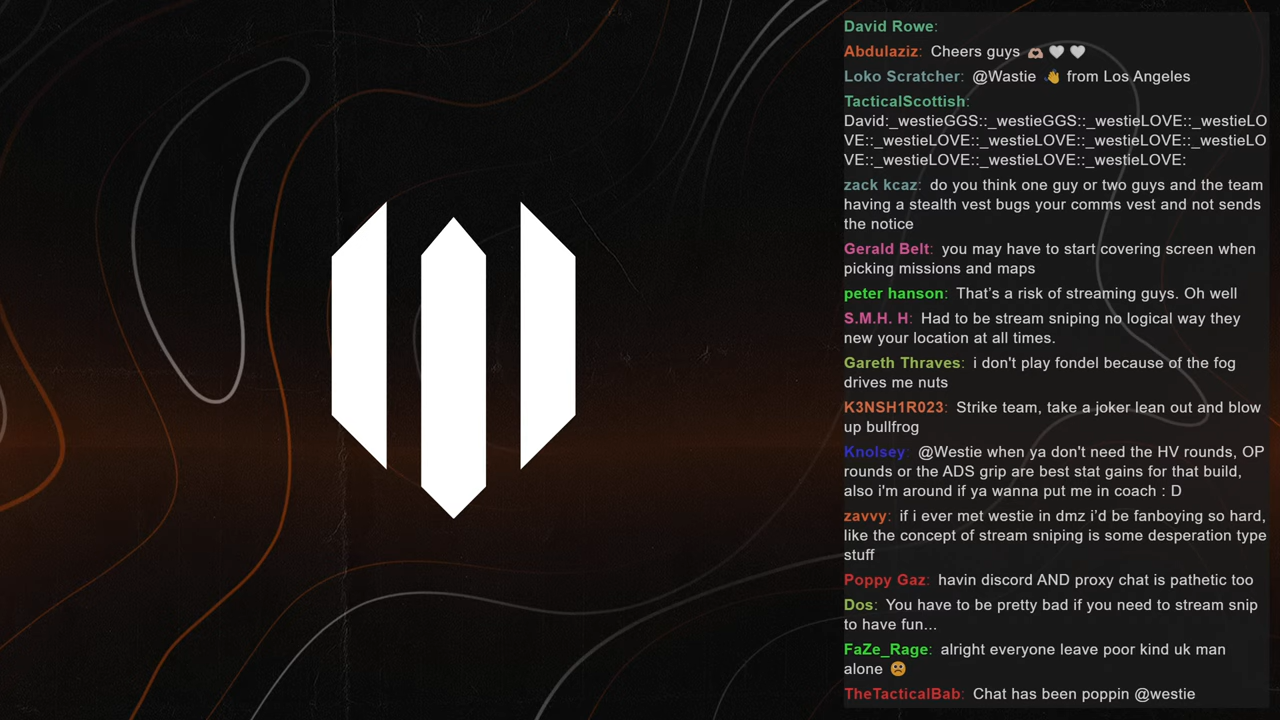 David Rowe:
Abdulaziz: Cheers guys 🫶🏽 🤍 🤍
Loko Scratcher: @Wastie 👋 from Los Angeles
TacticalScottish:
David:_westieGGS::_westieGGS::_westieLOVE::_westieLO
VE::_westieLOVE::_westieLOVE::_westieLOVE::_westieLO
VE::_westieLOVE::_westieLOVE::_westieLOVE:
zack kcaz: do you think one guy or two guys and the team
having a stealth vest bugs your comms vest and not sends
the notice
Gerald Belt: you may have to start covering screen when
picking missions and maps
peter hanson: That's a risk of streaming guys. Oh well
S.M.H. H: Had to be stream sniping no logical way they
new your location at all times.
Gareth Thraves: i don't play fondel because of the fog
drives me nuts
K3NSH1R023: Strike team, take a joker lean out and blow
up bullfrog
Knolsey: @Westie when ya don't need the HV rounds, OP
rounds or the ADS grip are best stat gains for that build,
also i'm around if ya wanna put me in coach : D
zavvy: if i ever met westie in dmz i'd be fanboying so hard,
like the concept of stream sniping is some desperation type
stuff
Poppy Gaz: havin discord AND proxy chat is pathetic too
Dos: You have to be pretty bad if you need to stream snip
to have fun...
FaZe_Rage: alright everyone leave poor kind uk man
alone ☹️
TheTacticalBab: Chat has been poppin @westie